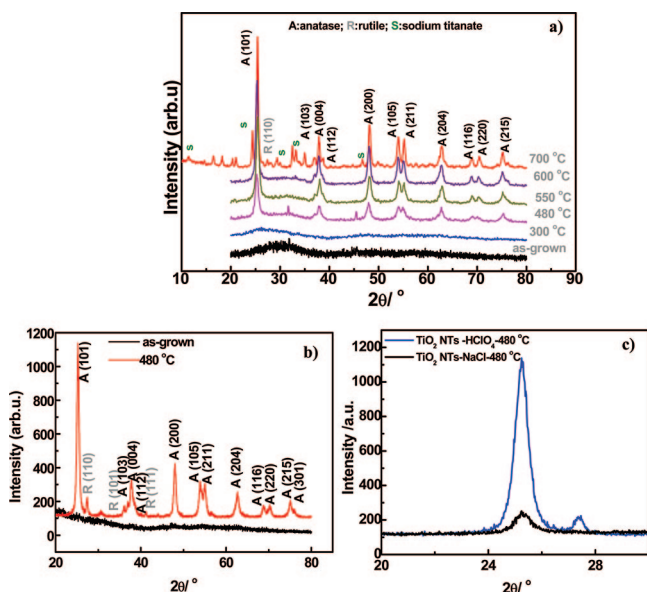 a)
A:anatase; R:rutile; S:sodium titanate
A (101)
S
S
R (110)
S
S
A (103)
A (004)
A (112)
S
A (200)
A (105)
A (211)
A (204)
A (116)
A (220)
A (215)
700 °C
600 °C
550 °C
480 °C
300 °C
as-grown
Intensity (arb.u)
10 20 30 40 50 60 70 80 90
2θ/ °
b)
as-grown
480 °C
A (101)
R (110)
R (101)
A (103)
A (004)
A (112)
R (111)
A (200)
A (105)
A (211)
A (204)
A (116)
A (220)
A (215)
A (301)
Intensity (arb.u)
1200
1000
800
600
400
200
0
20 40 60 80
2θ/ °
c)
TiO2 NTs -HClO4-480 °C
TiO2 NTs-NaCl-480 °C
Intensity /a.u.
1200
1000
800
600
400
200
0
20 24 28
2θ/ °